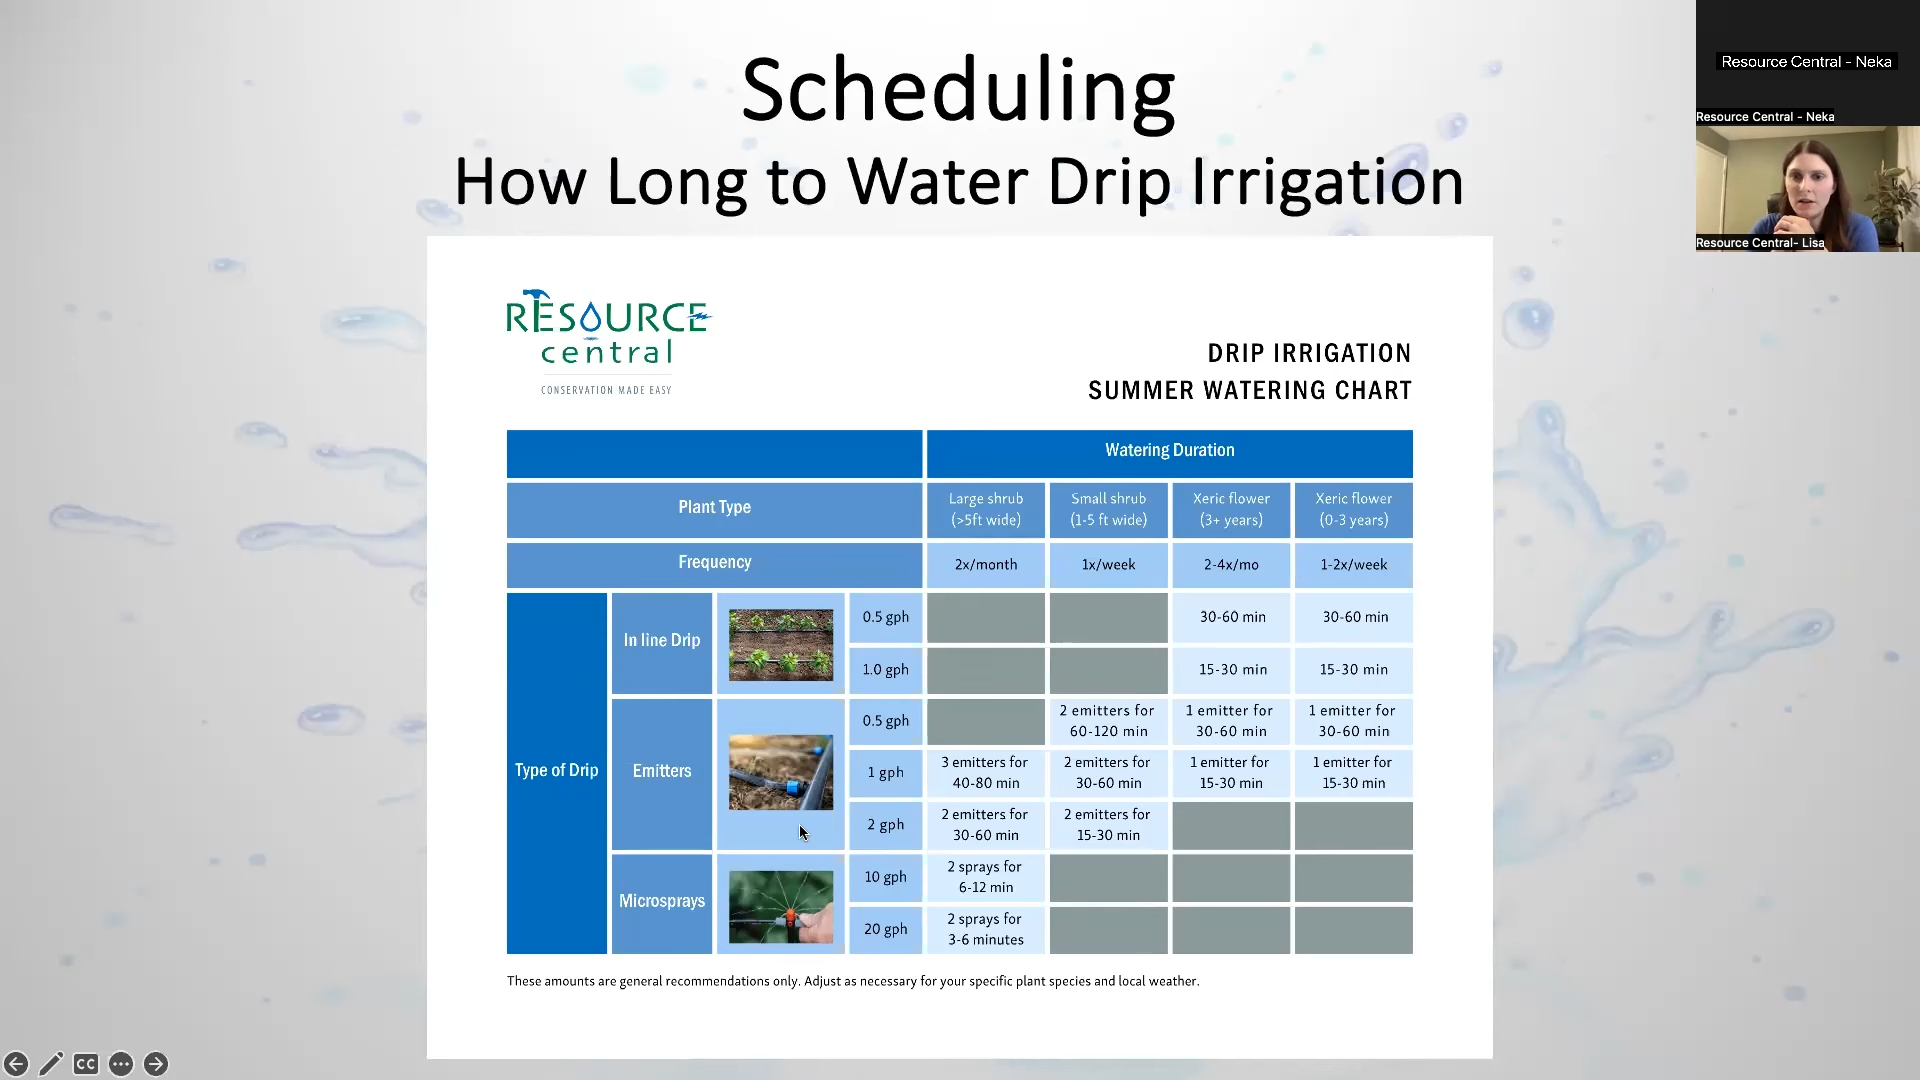 Scheduling
How Long to Water Drip Irrigation
Resource Central - Neka
Resource Central - Neka
Resource Central- Lisa
RESOURCE
central
CONSERVATION MADE EASY
DRIP IRRIGATION
SUMMER WATERING CHART
Watering Duration
Plant Type
Large shrub
(>5ft wide)
Small shrub
(1-5 ft wide)
Xeric flower
(3+ years)
Xeric flower
(0-3 years)
Frequency
2x/month
1x/week
2-4x/mo
1-2x/week
Type of Drip
In line Drip
0.5 gph
30-60 min
30-60 min
1.0 gph
15-30 min
15-30 min
Emitters
0.5 gph
2 emitters for
60-120 min
1 emitter for
30-60 min
1 emitter for
30-60 min
1 gph
3 emitters for
40-80 min
2 emitters for
30-60 min
1 emitter for
15-30 min
1 emitter for
15-30 min
2 gph
2 emitters for
30-60 min
2 emitters for
15-30 min
Microsprays
10 gph
2 sprays for
6-12 min
20 gph
2 sprays for
3-6 minutes
These amounts are general recommendations only. Adjust as necessary for your specific plant species and local weather.
CC